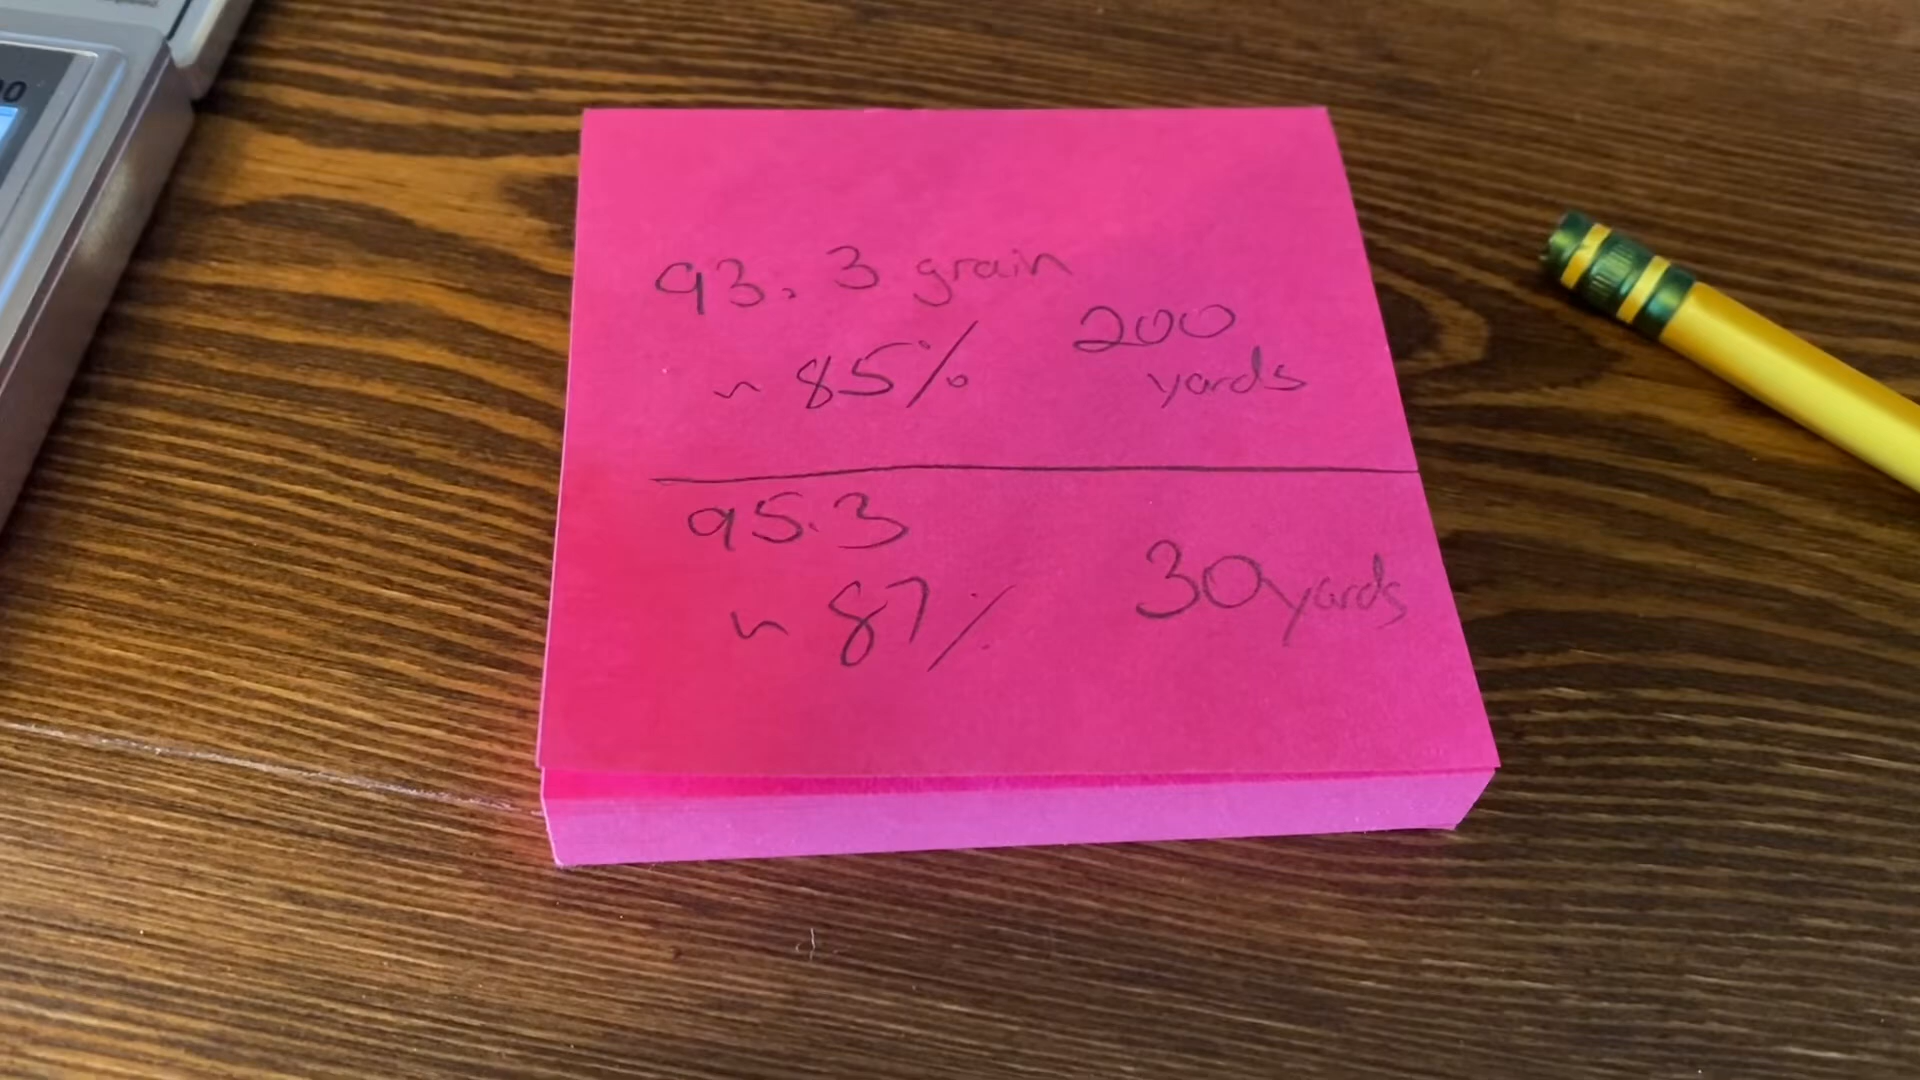 93.3 grain
~ 85%
200
yards
95.3
~ 87%
30 yards